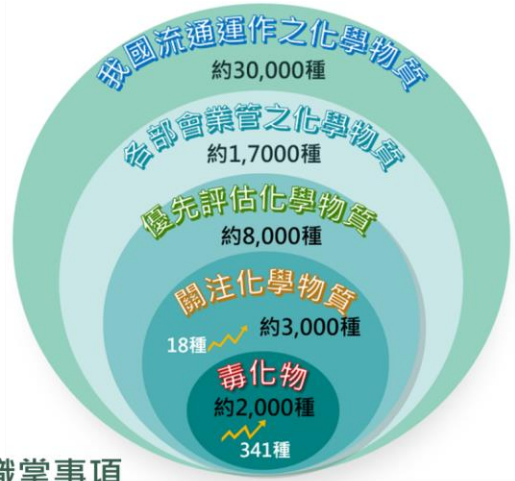 我國流通運作之化學物質
約30,000種
各部會業管之化學物質
約1,7000種
優先評估化學物質
約8,000種
關注化學物質
18種 約3,000種
毒化物
約2,000種
341種
職掌事項